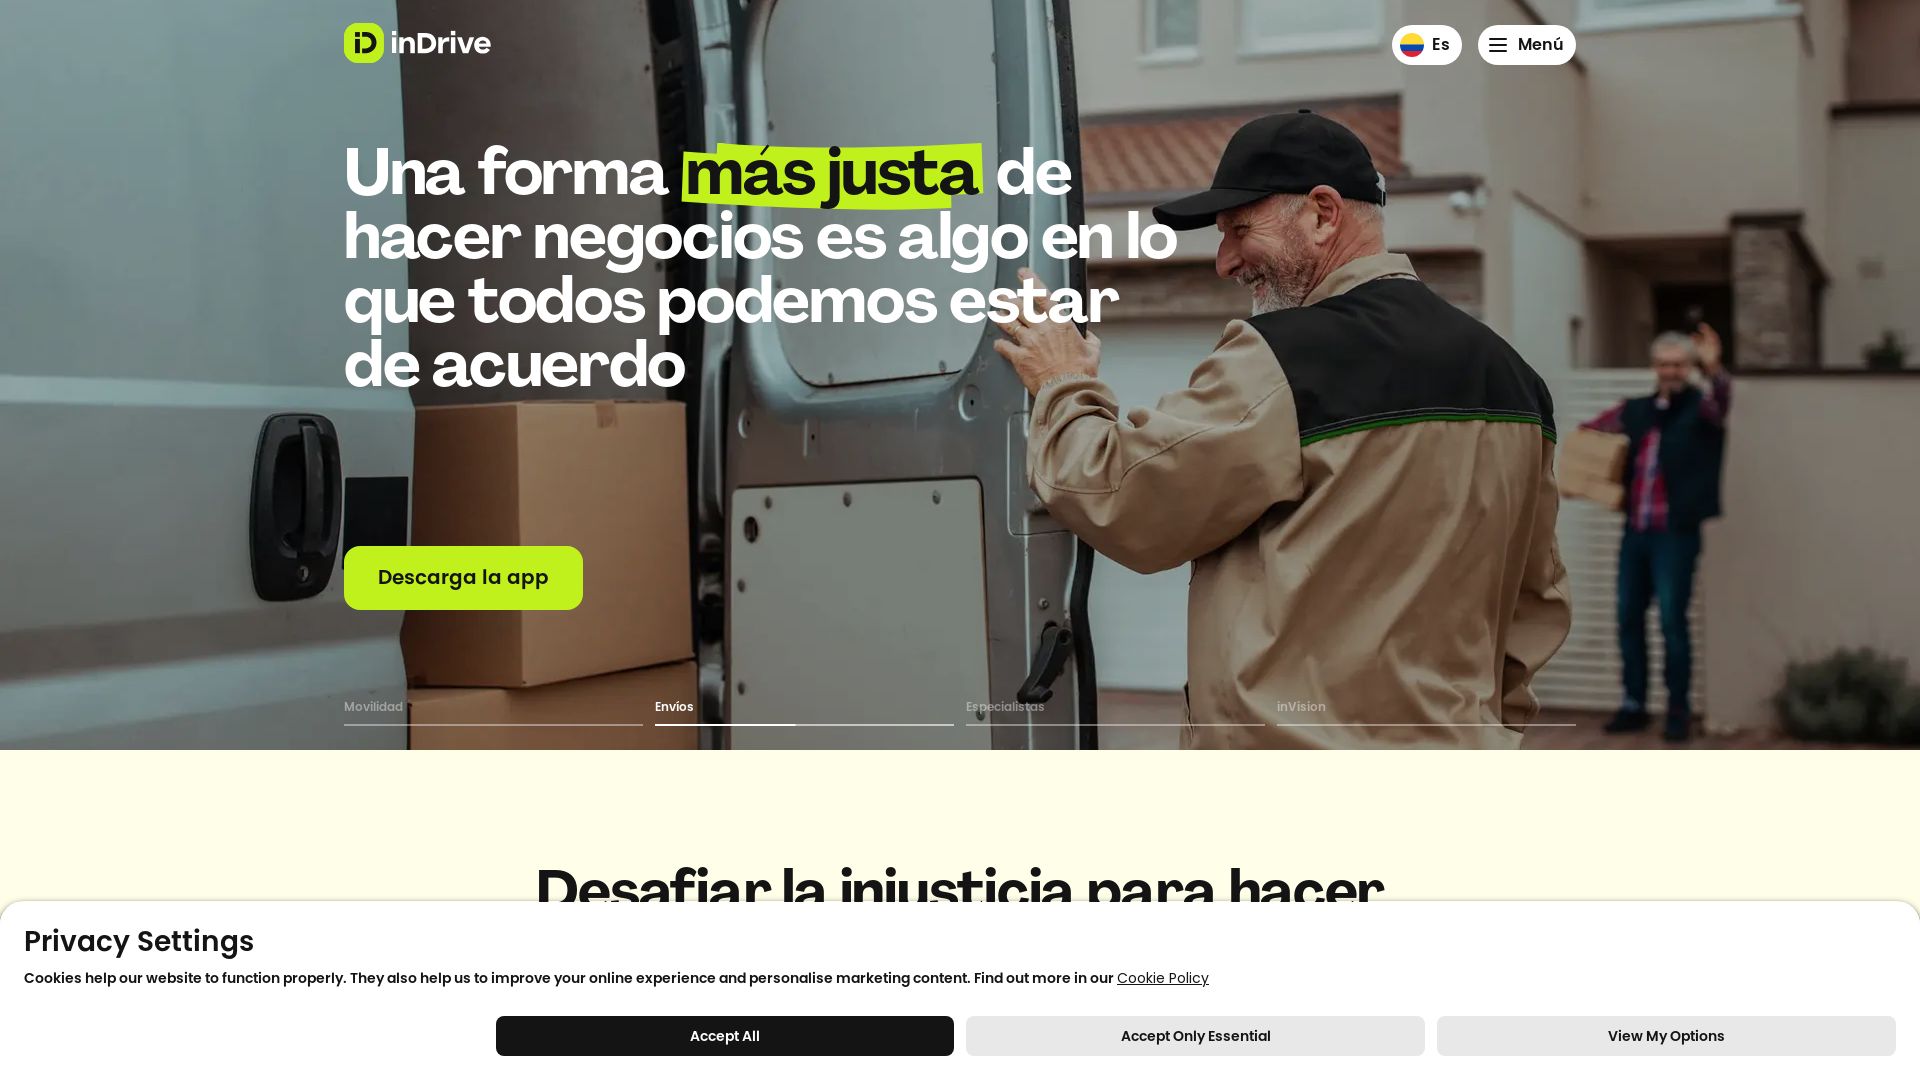 inDrive
Es
Menú
Una forma más justa de
hacer negocios es algo en lo
que todos podemos estar
de acuerdo
Descarga la app
Movilidad
Envíos
Especialistas
inVision
Desafiar la injusticia para hacer
Privacy Settings
Cookies help our website to function properly. They also help us to improve your online experience and personalise marketing content. Find out more in our Cookie Policy
Accept All
Accept Only Essential
View My Options